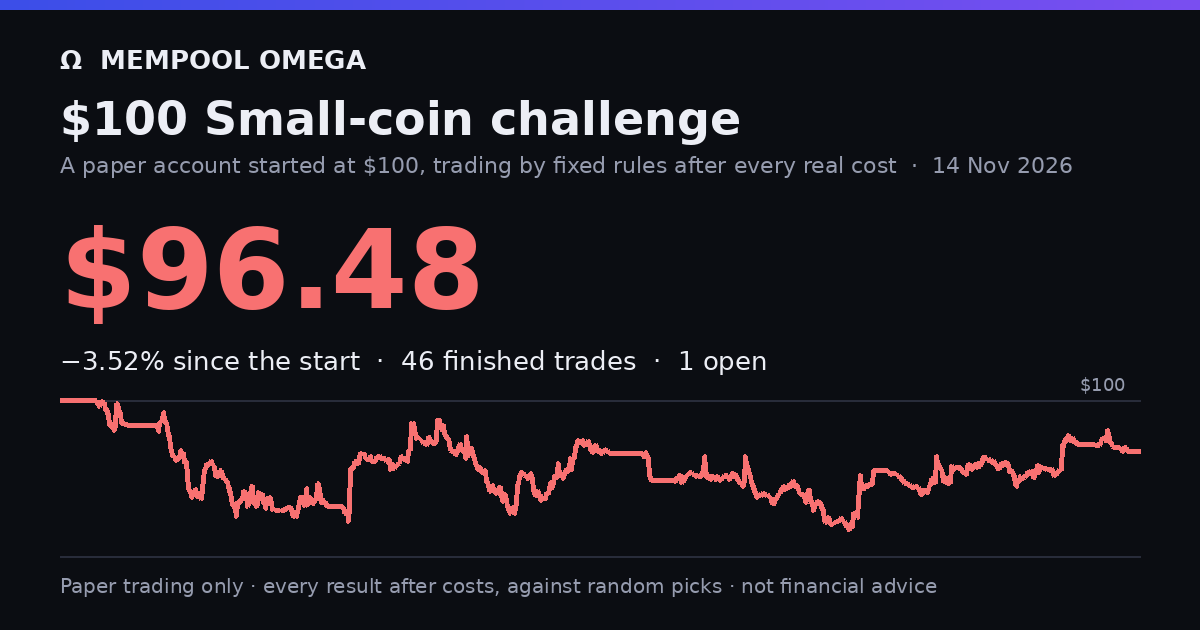 Ω MEMPOOL OMEGA
$100 Small-coin challenge
A paper account started at $100, trading by fixed rules after every real cost · 14 Nov 2026
$96.48
−3.52% since the start · 46 finished trades · 1 open
$100
Paper trading only · every result after costs, against random picks · not financial advice